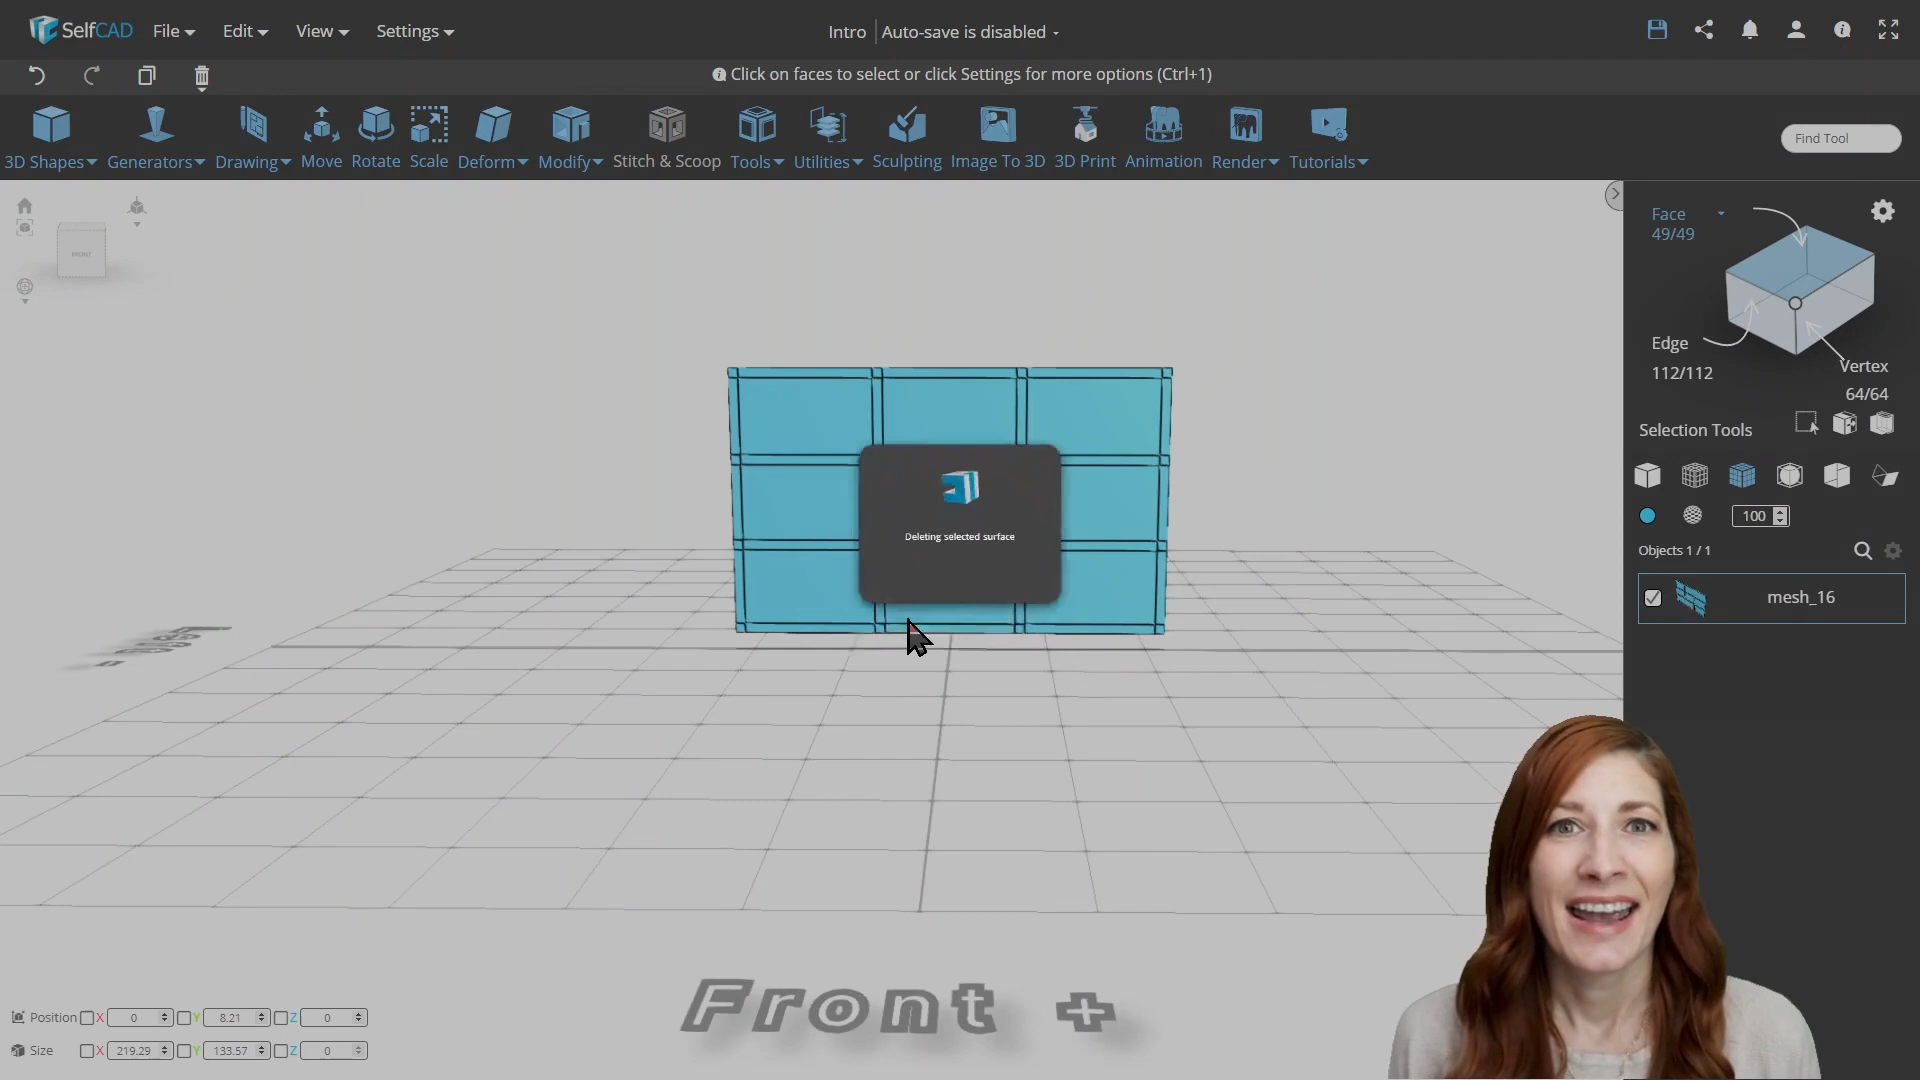 SelfCAD File Edit View Settings Intro Auto-save is disabled
Click on faces to select or click Settings for more options (Ctrl+1)
3D Shapes Generators Drawing Move Rotate Scale Deform Modify Stitch & Scoop Tools Utilities Sculpting Image To 3D 3D Print Animation Render Tutorials Find Tool
FRONT
Face
49/49
Edge
112/112
Vertex
64/64
Selection Tools
100
Objects 1 / 1
mesh_16
Deleting selected surface
Front +
Position X 0 Y 8.21 Z 0
Size X 219.29 Y 133.57 Z 0